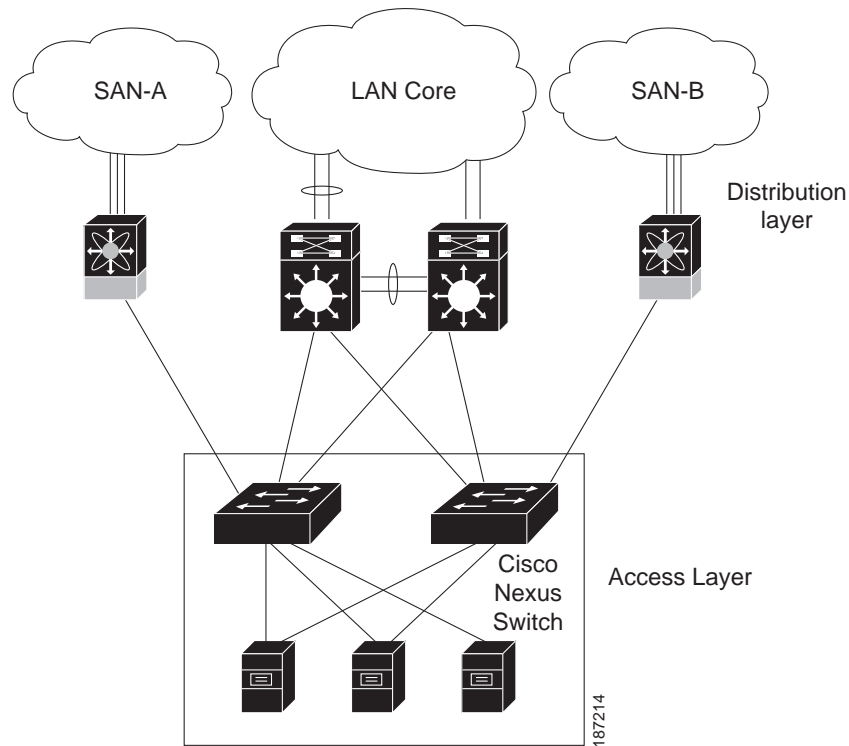 SAN-A
LAN Core
SAN-B
Distribution
layer
Cisco
Nexus
Switch
Access Layer
187214